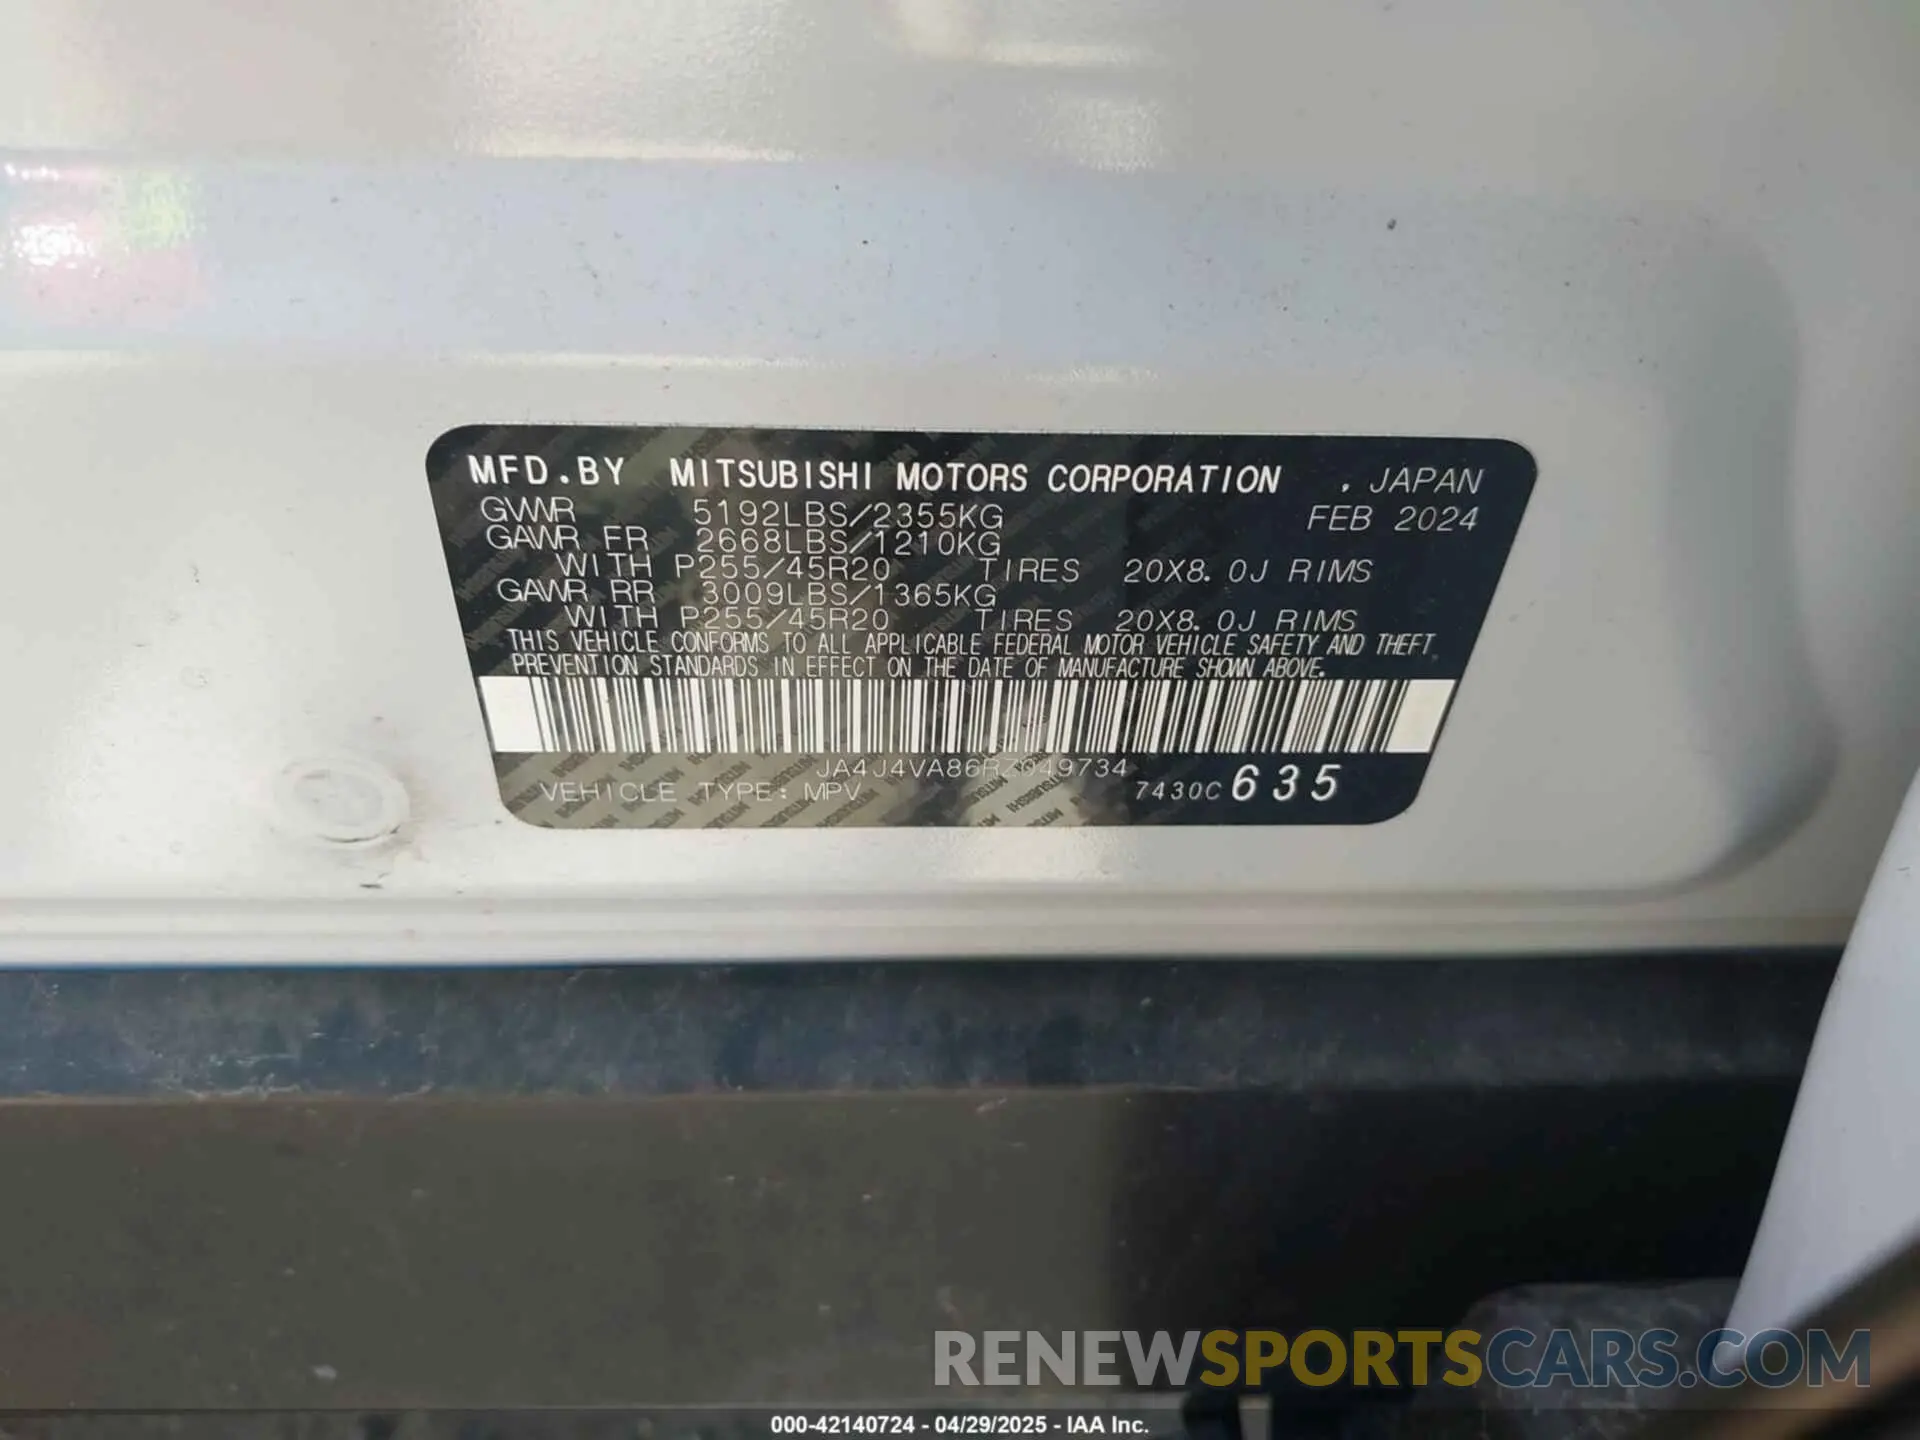 MFD.BY MITSUBISHI MOTORS CORPORATION , JAPAN
GVWR 5192LBS/2355KG FEB 2024
GAWR FR 2668LBS/1210KG
WITH P255/45R20 TIRES 20X8.0J RIMS
GAWR RR 3009LBS/1365KG
WITH P255/45R20 TIRES 20X8.0J RIMS
THIS VEHICLE CONFORMS TO ALL APPLICABLE FEDERAL MOTOR VEHICLE SAFETY AND THEFT
PREVENTION STANDARDS IN EFFECT ON THE DATE OF MANUFACTURE SHOWN ABOVE.
JA4J4VA86RZ049734
VEHICLE TYPE: MPV 7430C 635
RENEWSPORTSCARS.COM
000-42140724 - 04/29/2025 - IAA Inc.